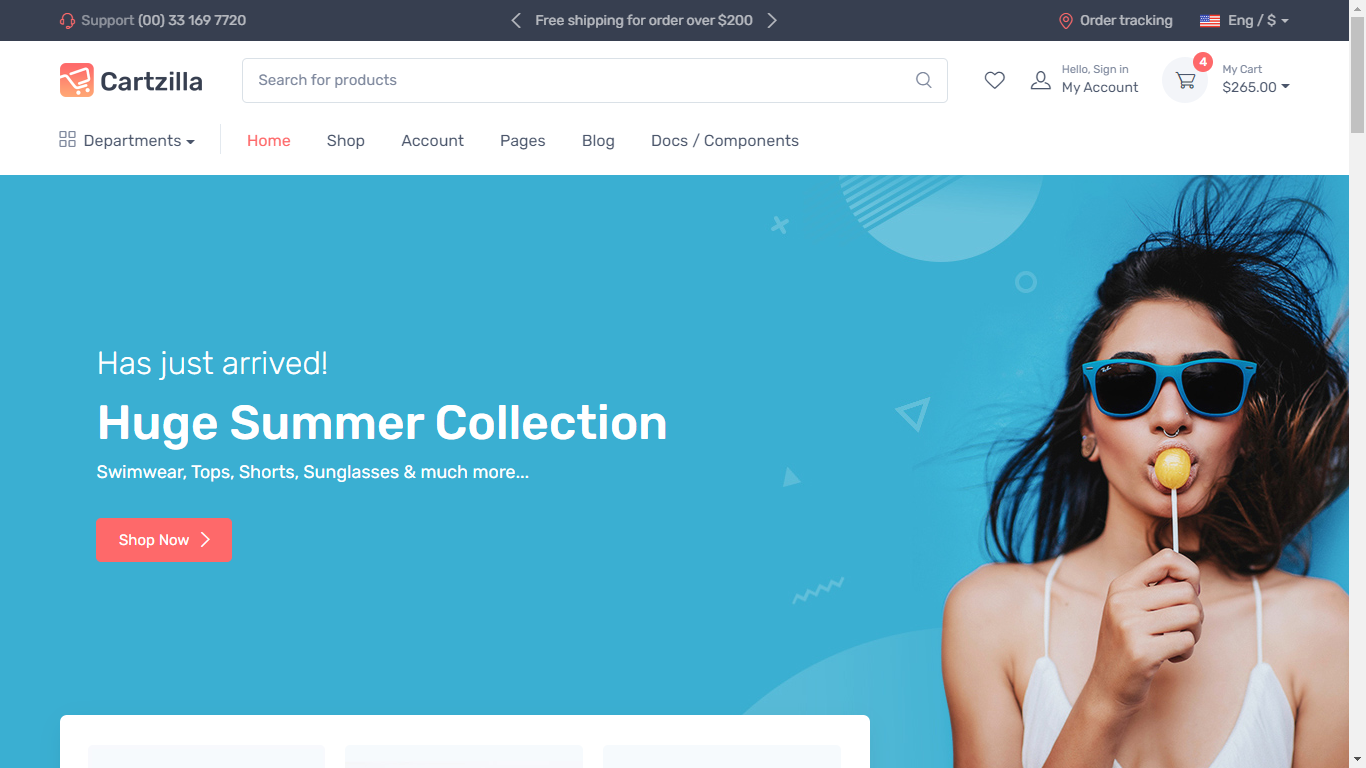 Support (00) 33 169 7720
Free shipping for order over $200
Order tracking
Eng / $
Cartzilla
Search for products
Hello, Sign in
My Account
4
My Cart
$265.00
Departments
Home
Shop
Account
Pages
Blog
Docs / Components
Has just arrived!
Huge Summer Collection
Swimwear, Tops, Shorts, Sunglasses & much more...
Shop Now
Ray-Ban